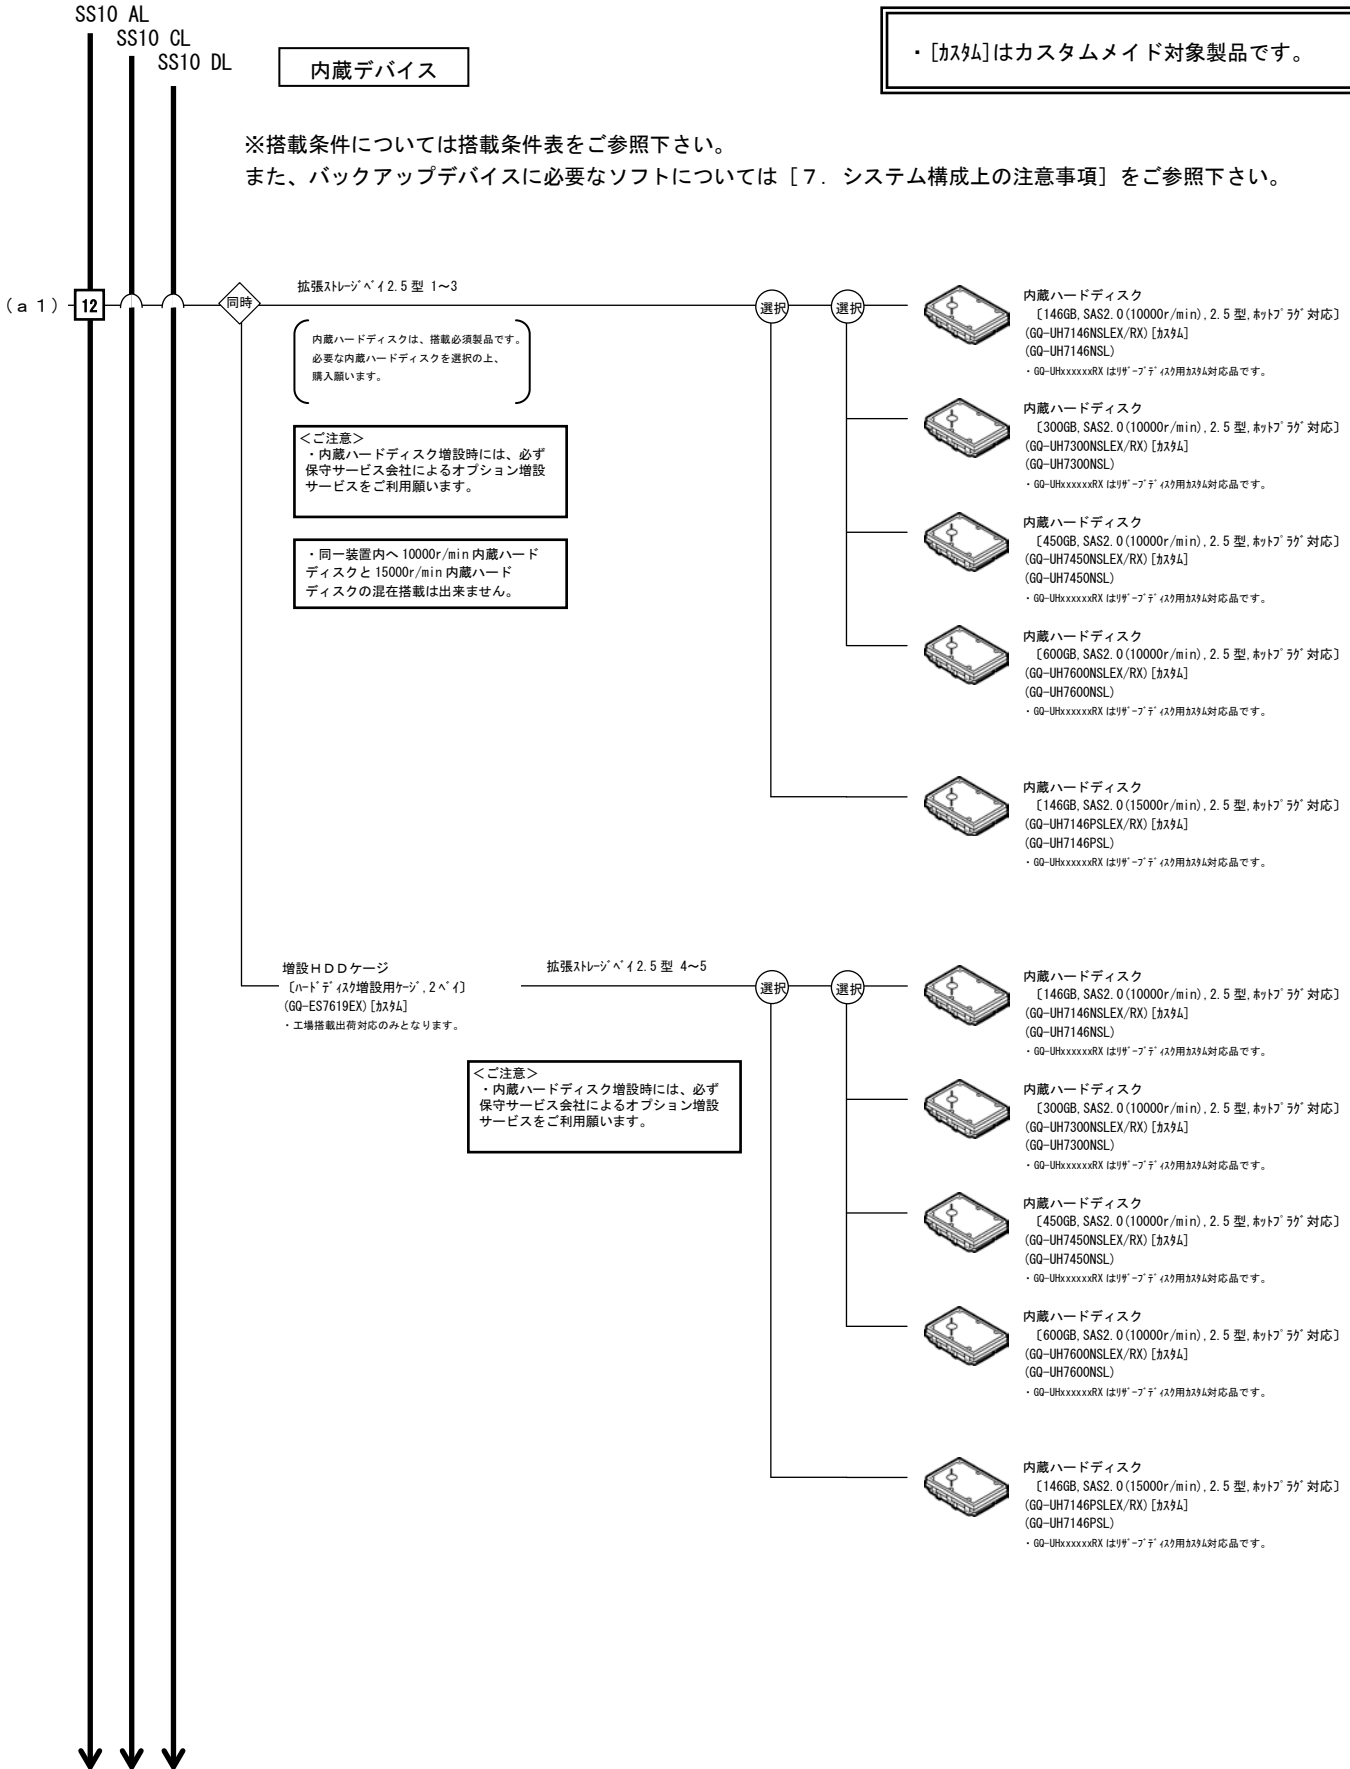 SS10 AL
SS10 CL
SS10 DL
内蔵デバイス
・[ｶｽﾀﾑ]はカスタムメイド対象製品です。
※搭載条件については搭載条件表をご参照下さい。
また、バックアップデバイスに必要なソフトについては［７．システム構成上の注意事項］をご参照下さい。
(ａ１)
12
同時
拡張ｽﾄﾚｰｼﾞﾍﾞｲ2.5型 1～3
内蔵ハードディスクは、搭載必須製品です。
必要な内蔵ハードディスクを選択の上、
購入願います。
＜ご注意＞
・内蔵ハードディスク増設時には、必ず
保守サービス会社によるオプション増設
サービスをご利用願います。
・同一装置内へ10000r/min内蔵ハード
ディスクと15000r/min内蔵ハード
ディスクの混在搭載は出来ません。
選択
選択
内蔵ハードディスク
〔146GB,SAS2.0(10000r/min),2.5型,ﾎｯﾄﾌﾟﾗｸﾞ対応〕
(GQ-UH7146NSLEX/RX)[ｶｽﾀﾑ]
(GQ-UH7146NSL)
・GQ-UHxxxxxxRXはﾘｻﾞｰﾌﾞﾃﾞｨｽｸ用ｶｽﾀﾑ対応品です。
内蔵ハードディスク
〔300GB,SAS2.0(10000r/min),2.5型,ﾎｯﾄﾌﾟﾗｸﾞ対応〕
(GQ-UH7300NSLEX/RX)[ｶｽﾀﾑ]
(GQ-UH7300NSL)
・GQ-UHxxxxxxRXはﾘｻﾞｰﾌﾞﾃﾞｨｽｸ用ｶｽﾀﾑ対応品です。
内蔵ハードディスク
〔450GB,SAS2.0(10000r/min),2.5型,ﾎｯﾄﾌﾟﾗｸﾞ対応〕
(GQ-UH7450NSLEX/RX)[ｶｽﾀﾑ]
(GQ-UH7450NSL)
・GQ-UHxxxxxxRXはﾘｻﾞｰﾌﾞﾃﾞｨｽｸ用ｶｽﾀﾑ対応品です。
内蔵ハードディスク
〔600GB,SAS2.0(10000r/min),2.5型,ﾎｯﾄﾌﾟﾗｸﾞ対応〕
(GQ-UH7600NSLEX/RX)[ｶｽﾀﾑ]
(GQ-UH7600NSL)
・GQ-UHxxxxxxRXはﾘｻﾞｰﾌﾞﾃﾞｨｽｸ用ｶｽﾀﾑ対応品です。
内蔵ハードディスク
〔146GB,SAS2.0(15000r/min),2.5型,ﾎｯﾄﾌﾟﾗｸﾞ対応〕
(GQ-UH7146PSLEX/RX)[ｶｽﾀﾑ]
(GQ-UH7146PSL)
・GQ-UHxxxxxxRXはﾘｻﾞｰﾌﾞﾃﾞｨｽｸ用ｶｽﾀﾑ対応品です。
増設ＨＤＤケージ
〔ﾊｰﾄﾞﾃﾞｨｽｸ増設用ｹｰｼﾞ,2ﾍﾞｲ〕
(GQ-ES7619EX)[ｶｽﾀﾑ]
・工場搭載出荷対応のみとなります。
拡張ｽﾄﾚｰｼﾞﾍﾞｲ2.5型 4～5
＜ご注意＞
・内蔵ハードディスク増設時には、必ず
保守サービス会社によるオプション増設
サービスをご利用願います。
選択
選択
内蔵ハードディスク
〔146GB,SAS2.0(10000r/min),2.5型,ﾎｯﾄﾌﾟﾗｸﾞ対応〕
(GQ-UH7146NSLEX/RX)[ｶｽﾀﾑ]
(GQ-UH7146NSL)
・GQ-UHxxxxxxRXはﾘｻﾞｰﾌﾞﾃﾞｨｽｸ用ｶｽﾀﾑ対応品です。
内蔵ハードディスク
〔300GB,SAS2.0(10000r/min),2.5型,ﾎｯﾄﾌﾟﾗｸﾞ対応〕
(GQ-UH7300NSLEX/RX)[ｶｽﾀﾑ]
(GQ-UH7300NSL)
・GQ-UHxxxxxxRXはﾘｻﾞｰﾌﾞﾃﾞｨｽｸ用ｶｽﾀﾑ対応品です。
内蔵ハードディスク
〔450GB,SAS2.0(10000r/min),2.5型,ﾎｯﾄﾌﾟﾗｸﾞ対応〕
(GQ-UH7450NSLEX/RX)[ｶｽﾀﾑ]
(GQ-UH7450NSL)
・GQ-UHxxxxxxRXはﾘｻﾞｰﾌﾞﾃﾞｨｽｸ用ｶｽﾀﾑ対応品です。
内蔵ハードディスク
〔600GB,SAS2.0(10000r/min),2.5型,ﾎｯﾄﾌﾟﾗｸﾞ対応〕
(GQ-UH7600NSLEX/RX)[ｶｽﾀﾑ]
(GQ-UH7600NSL)
・GQ-UHxxxxxxRXはﾘｻﾞｰﾌﾞﾃﾞｨｽｸ用ｶｽﾀﾑ対応品です。
内蔵ハードディスク
〔146GB,SAS2.0(15000r/min),2.5型,ﾎｯﾄﾌﾟﾗｸﾞ対応〕
(GQ-UH7146PSLEX/RX)[ｶｽﾀﾑ]
(GQ-UH7146PSL)
・GQ-UHxxxxxxRXはﾘｻﾞｰﾌﾞﾃﾞｨｽｸ用ｶｽﾀﾑ対応品です。